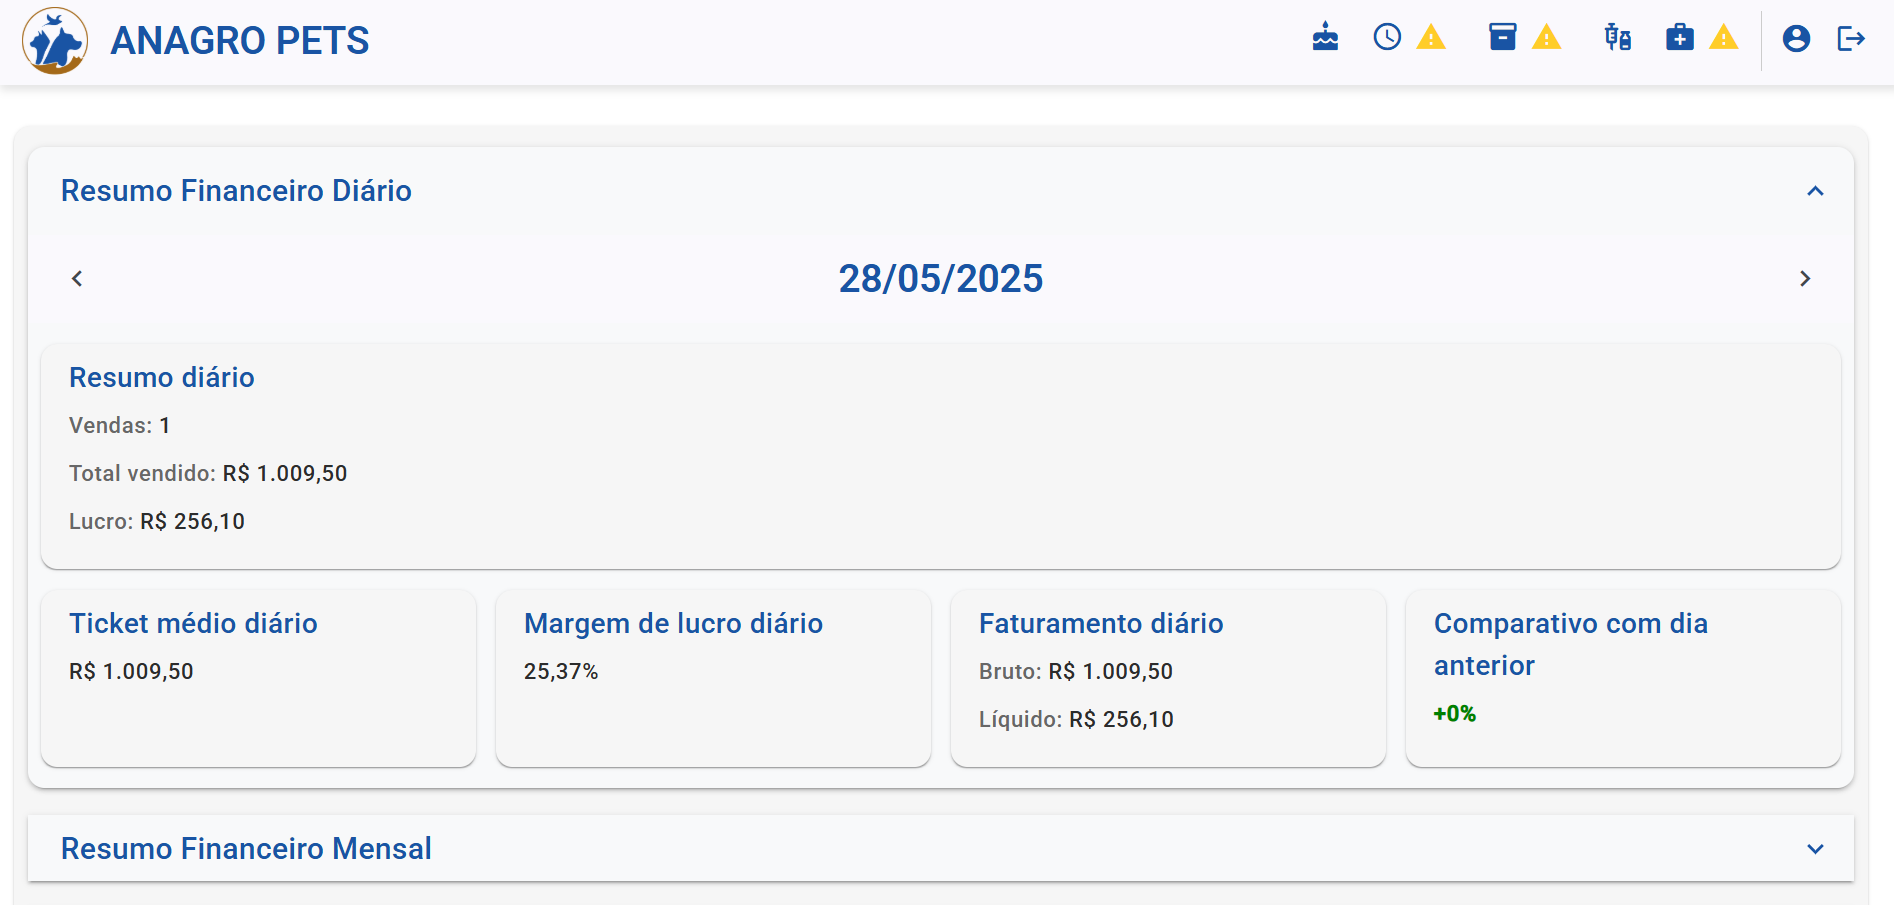 ANAGRO PETS
Resumo Financeiro Diário
28/05/2025
Resumo diário
Vendas: 1
Total vendido: R$ 1.009,50
Lucro: R$ 256,10
Ticket médio diário
R$ 1.009,50
Margem de lucro diário
25,37%
Faturamento diário
Bruto: R$ 1.009,50
Líquido: R$ 256,10
Comparativo com dia
anterior
+0%
Resumo Financeiro Mensal